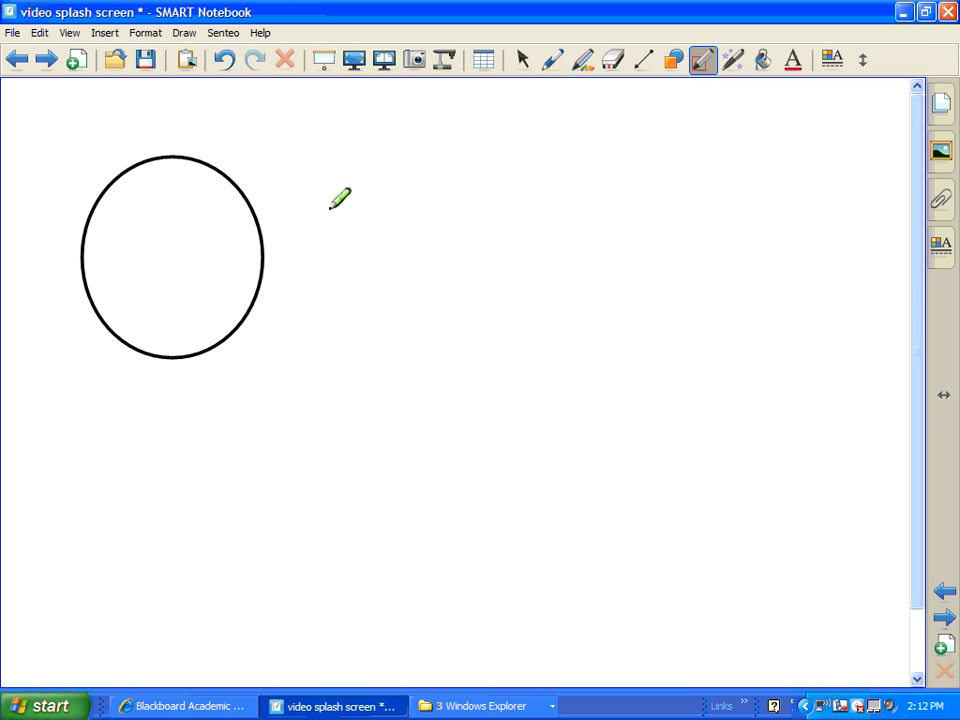 video splash screen * - SMART Notebook
File Edit View Insert Format Draw Senteo Help
start
Blackboard Academic ...
video splash screen *...
3 Windows Explorer
Links
2:12 PM